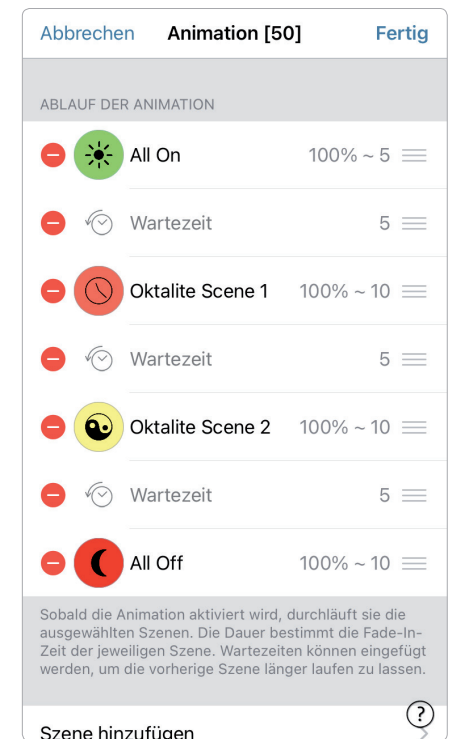 Abbrechen Animation [50] Fertig
ABLAUF DER ANIMATION
All On 100% ~ 5
Wartezeit 5
Oktalite Scene 1 100% ~ 10
Wartezeit 5
Oktalite Scene 2 100% ~ 10
Wartezeit 5
All Off 100% ~ 10
Sobald die Animation aktiviert wird, durchläuft sie die
ausgewählten Szenen. Die Dauer bestimmt die Fade-In-
Zeit der jeweiligen Szene. Wartezeiten können eingefügt
werden, um die vorherige Szene länger laufen zu lassen.
?
Szene hinzufügen